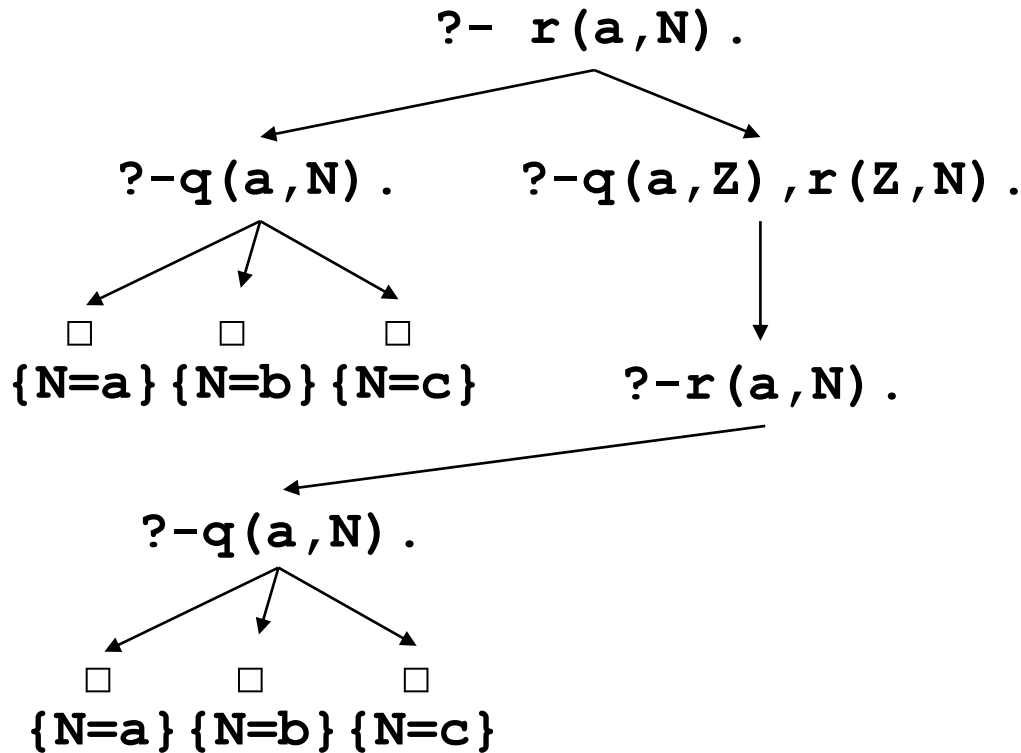 ?- r(a,N).
?-q(a,N). ?-q(a,Z),r(Z,N).
□ □ □
{N=a}{N=b}{N=c} ?-r(a,N).
?-q(a,N).
□ □ □
{N=a}{N=b}{N=c}